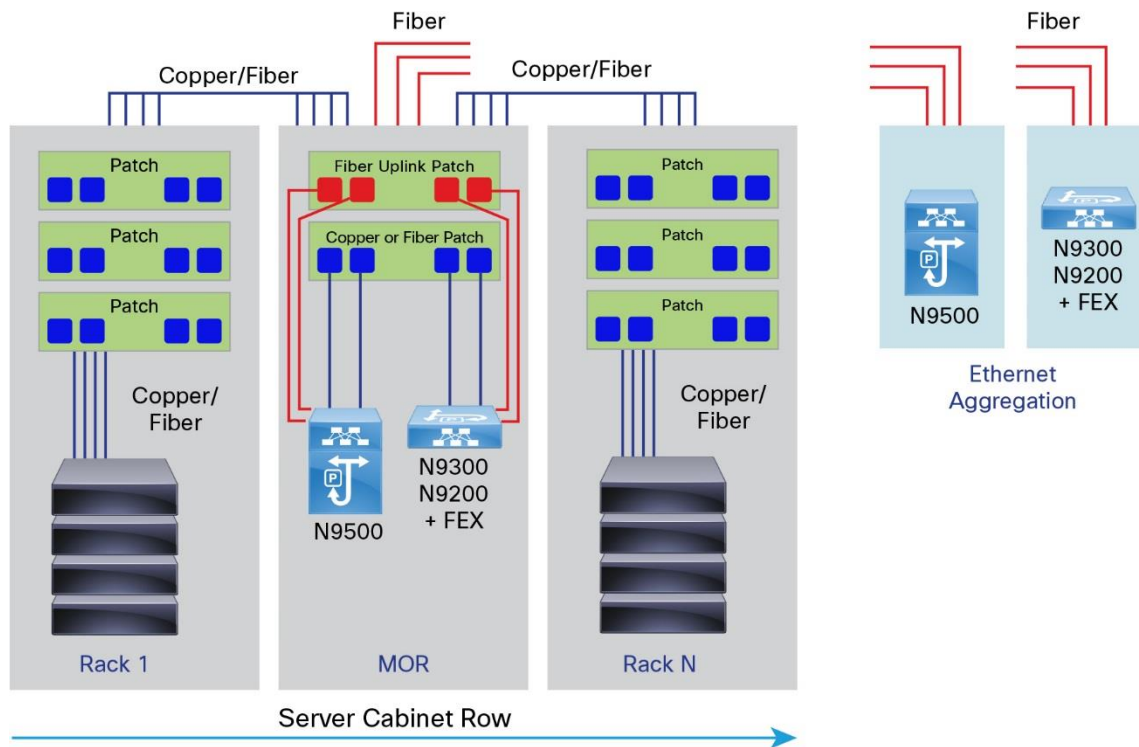 Fiber
Fiber
Copper/Fiber
Copper/Fiber
Patch
Patch
Patch
Copper/
Fiber
Rack 1
Fiber Uplink Patch
Copper or Fiber Patch
P
N9500
N9300
N9200
+ FEX
MOR
Patch
Patch
Patch
Copper/
Fiber
Rack N
P
N9500
P
N9300
N9200
+ FEX
Ethernet
Aggregation
Server Cabinet Row